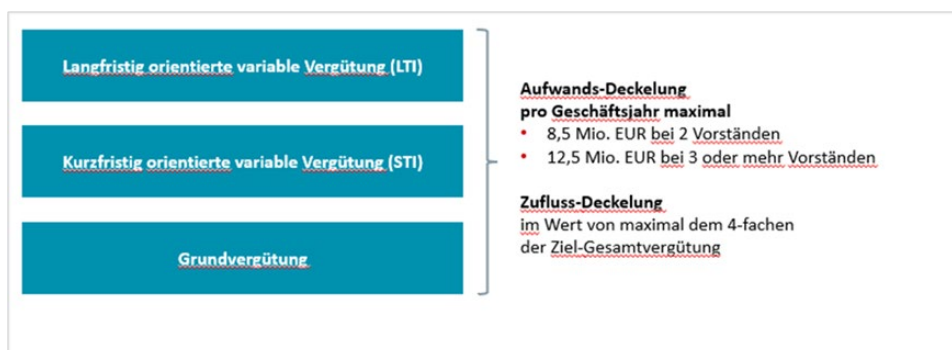 Langfristig orientierte variable Vergütung (LTI)
Kurzfristig orientierte variable Vergütung (STI)
Grundvergütung
Aufwands-Deckelung
pro Geschäftsjahr maximal
• 8,5 Mio. EUR bei 2 Vorständen
• 12,5 Mio. EUR bei 3 oder mehr Vorständen
Zufluss-Deckelung
im Wert von maximal dem 4-fachen
der Ziel-Gesamtvergütung